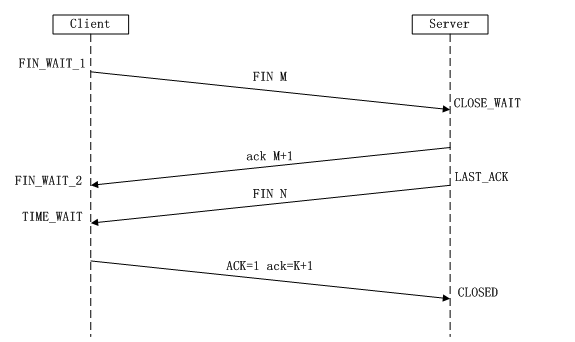 Client
Server
FIN_WAIT_1
FIN M
CLOSE_WAIT
ack M+1
FIN_WAIT_2
LAST_ACK
FIN N
TIME_WAIT
ACK=1 ack=K+1
CLOSED